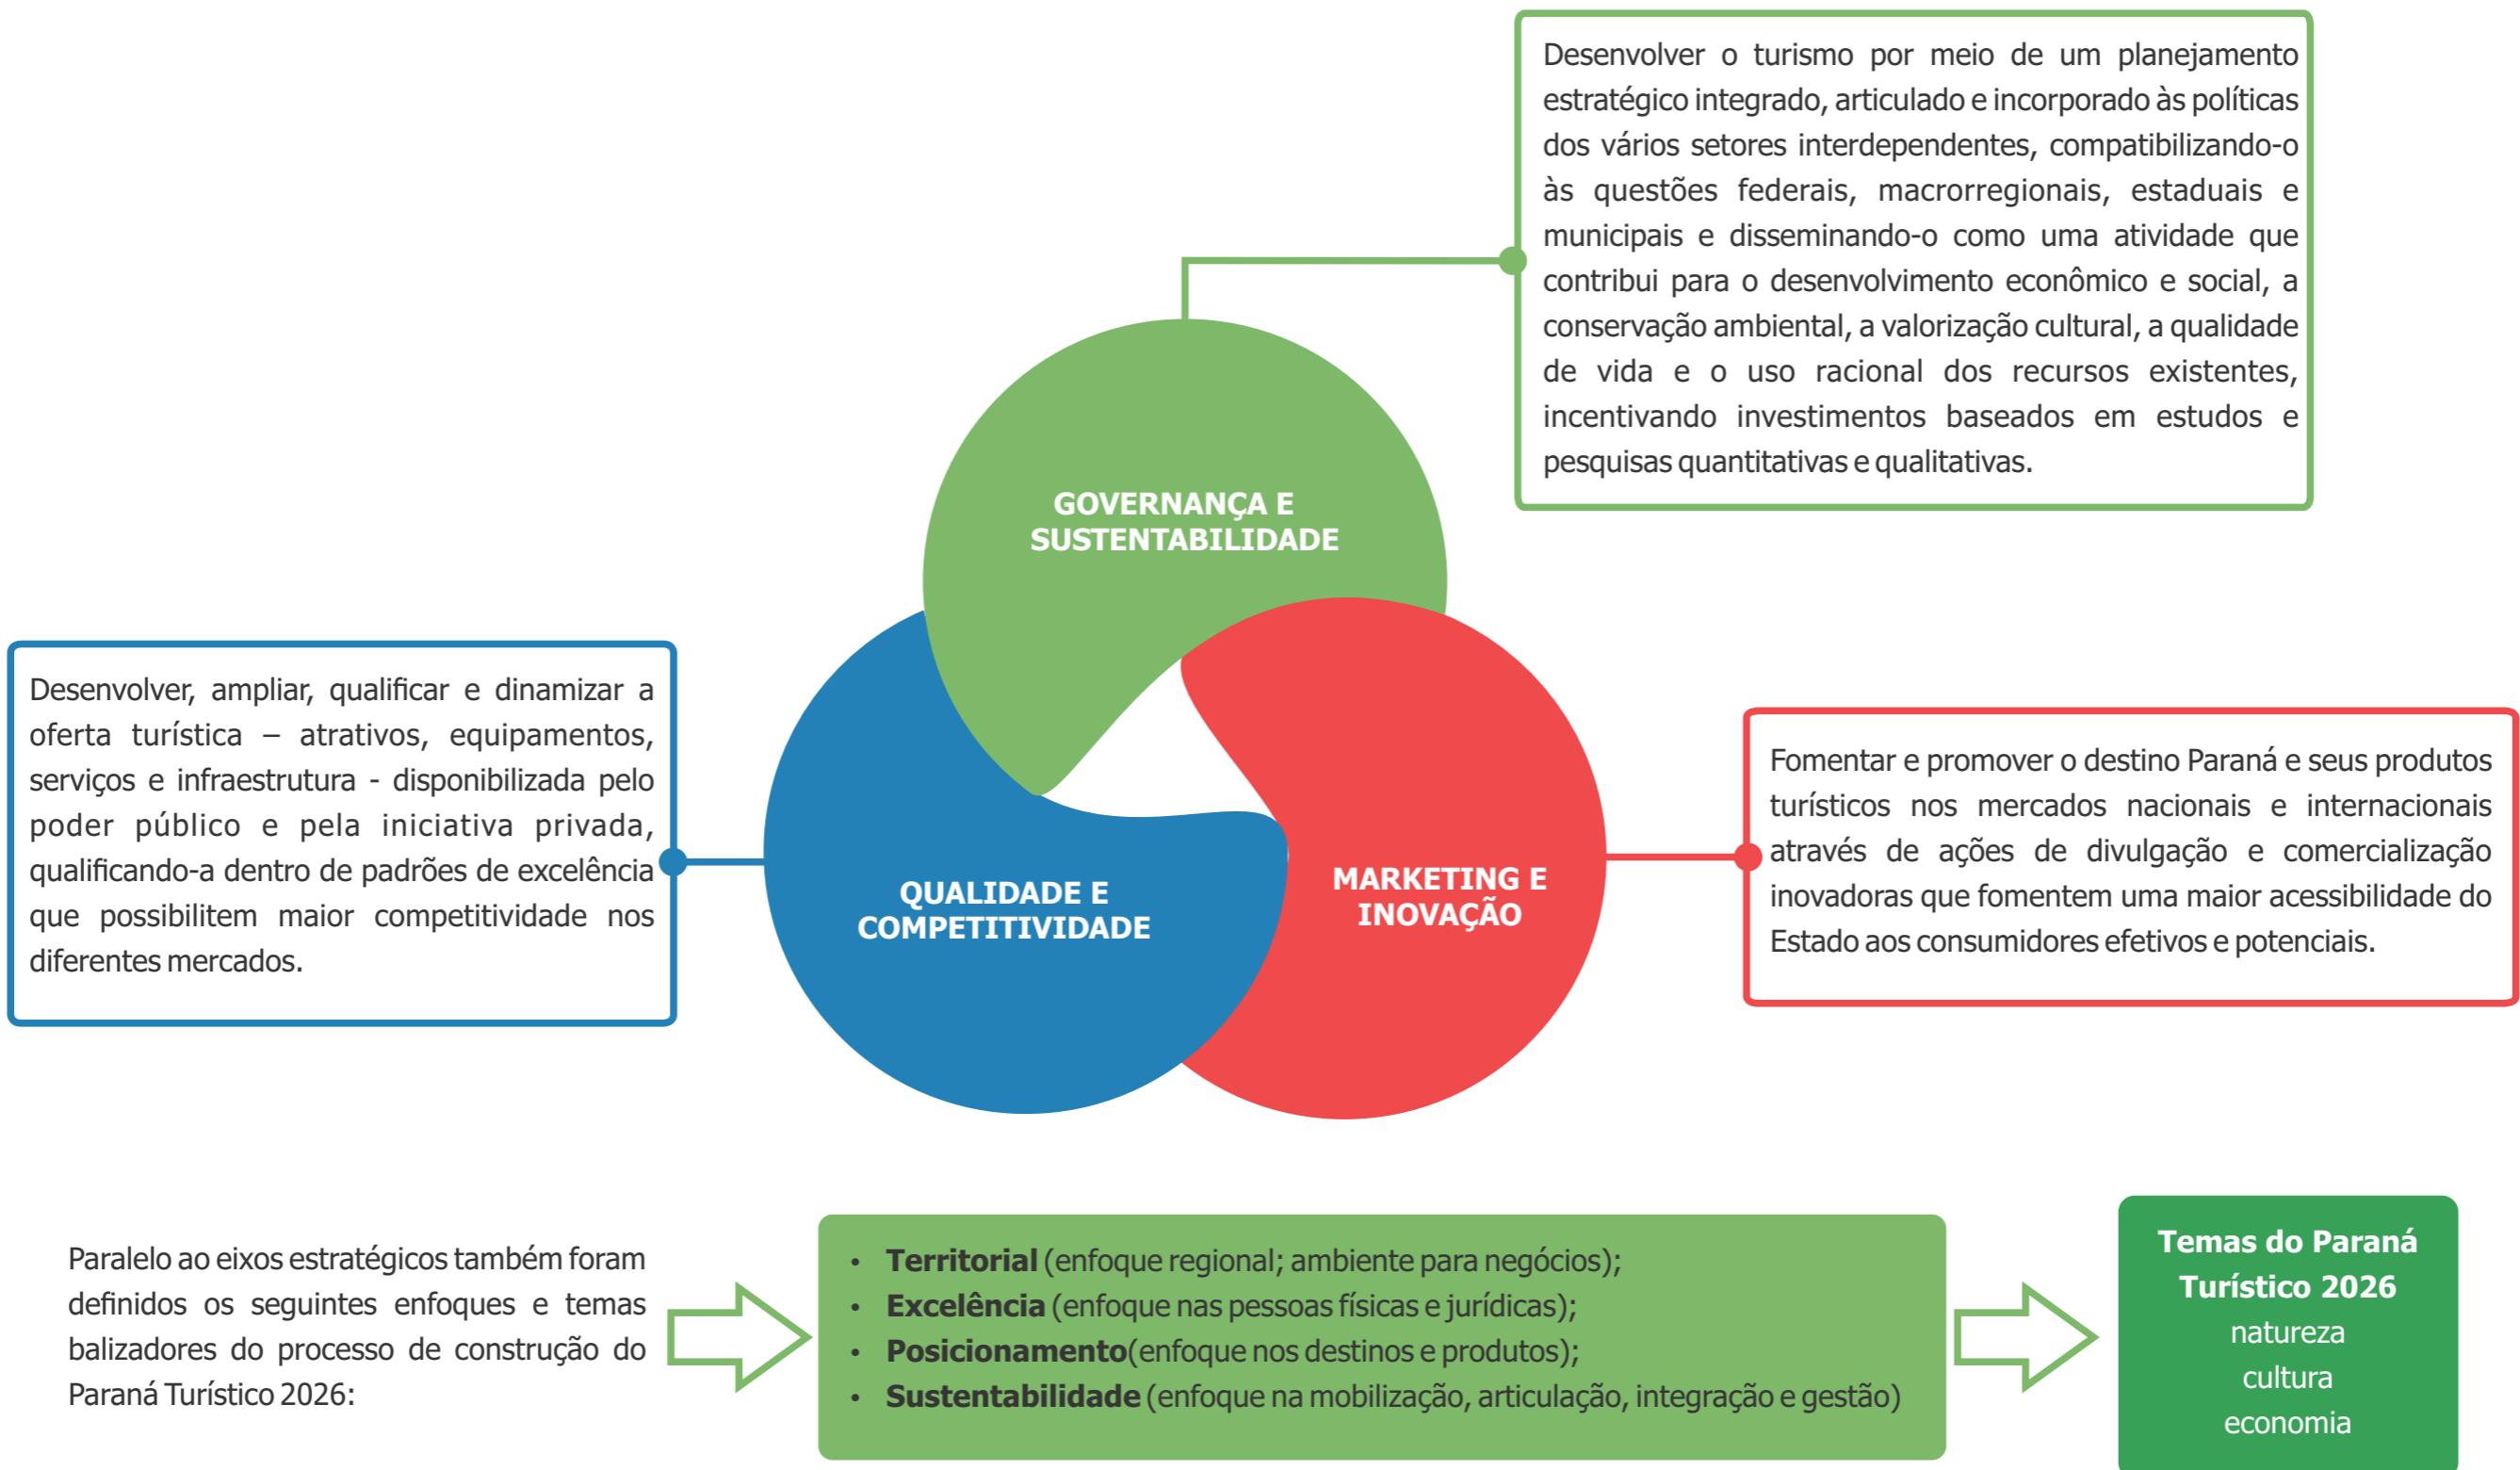 Desenvolver o turismo por meio de um planejamento
estratégico integrado, articulado e incorporado às políticas
dos vários setores interdependentes, compatibilizando-o
às questões federais, macrorregionais, estaduais e
municipais e disseminando-o como uma atividade que
contribui para o desenvolvimento econômico e social, a
conservação ambiental, a valorização cultural, a qualidade
de vida e o uso racional dos recursos existentes,
incentivando investimentos baseados em estudos e
pesquisas quantitativas e qualitativas.
GOVERNANÇA E
SUSTENTABILIDADE
Desenvolver, ampliar, qualificar e dinamizar a
oferta turística – atrativos, equipamentos,
serviços e infraestrutura - disponibilizada pelo
poder público e pela iniciativa privada,
qualificando-a dentro de padrões de excelência
que possibilitem maior competitividade nos
diferentes mercados.
QUALIDADE E
COMPETITIVIDADE
MARKETING E
INOVAÇÃO
Fomentar e promover o destino Paraná e seus produtos
turísticos nos mercados nacionais e internacionais
através de ações de divulgação e comercialização
inovadoras que fomentem uma maior acessibilidade do
Estado aos consumidores efetivos e potenciais.
Paralelo ao eixos estratégicos também foram
definidos os seguintes enfoques e temas
balizadores do processo de construção do
Paraná Turístico 2026:
• Territorial (enfoque regional; ambiente para negócios);
• Excelência (enfoque nas pessoas físicas e jurídicas);
• Posicionamento(enfoque nos destinos e produtos);
• Sustentabilidade (enfoque na mobilização, articulação, integração e gestão)
Temas do Paraná
Turístico 2026
natureza
cultura
economia